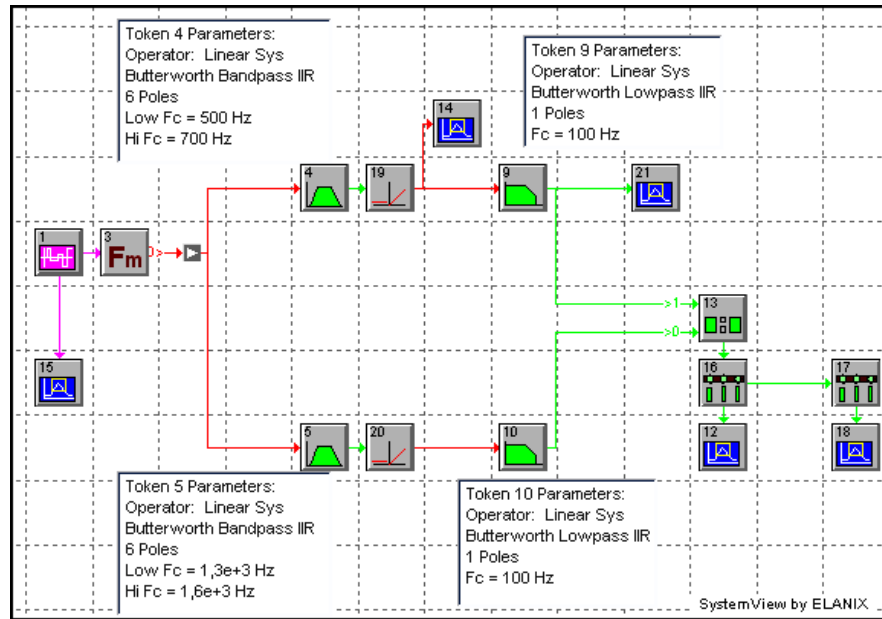 Token 4 Parameters:
Operator: Linear Sys
Butterworth Bandpass IIR
6 Poles
Low Fc = 500 Hz
Hi Fc = 700 Hz
Token 9 Parameters:
Operator: Linear Sys
Butterworth Lowpass IIR
1 Poles
Fc = 100 Hz
14
4
19
9
21
1
3
Fm
0>
>1
13
>0
15
16
17
5
20
10
12
18
Token 5 Parameters:
Operator: Linear Sys
Butterworth Bandpass IIR
6 Poles
Low Fc = 1,3e+3 Hz
Hi Fc = 1,6e+3 Hz
Token 10 Parameters:
Operator: Linear Sys
Butterworth Lowpass IIR
1 Poles
Fc = 100 Hz
SystemView by ELANIX